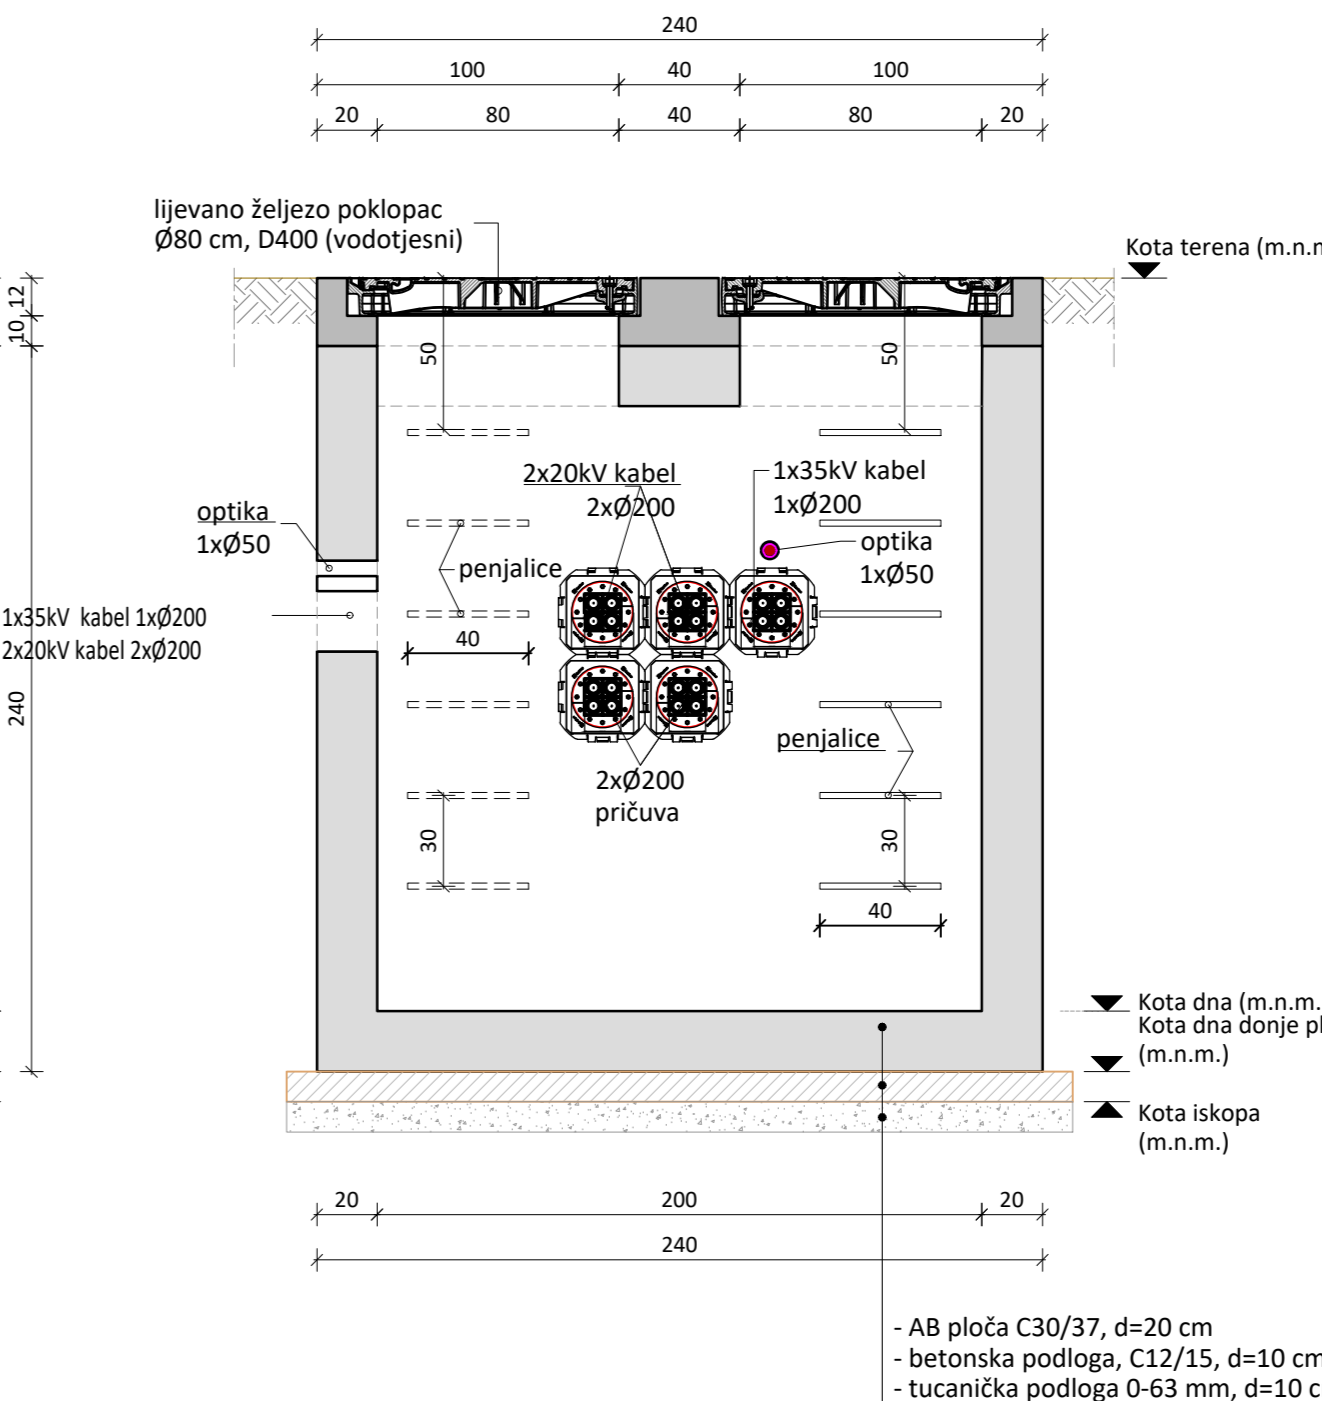 240
100 40 100
20 80 40 80 20
lijevano željezo poklopac
Ø80 cm, D400 (vodotjesni)
Kota terena
12
10
50
50
2x20kV kabel
2xØ200
1x35kV kabel
1xØ200
optika
1xØ50
optika
1xØ50
penjalice
1x35kV kabel 1xØ200
2x20kV kabel 2xØ200
40
240
penjalice
2xØ200
pričuva
30
30
40
Kota dna (m.n.m.
Kota dna donje
(m.n.m.)
Kota iskopa
(m.n.m.)
20 200 20
240
- AB ploča C30/37, d=20 cm
- betonska podloga, C12/15, d=10 cm
- tucanička podloga 0-63 mm, d=10